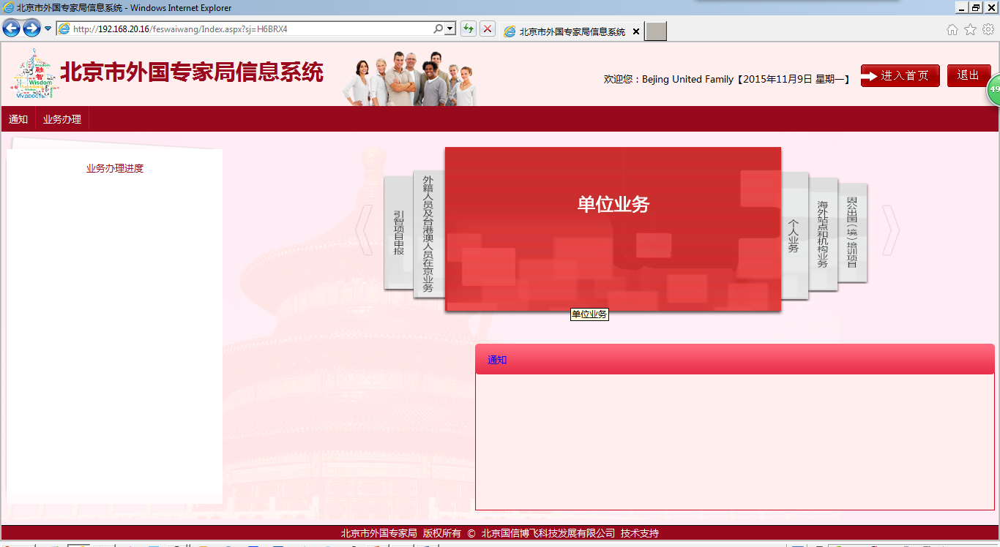 北京市外国专家局信息系统 - Windows Internet Explorer
http://192.168.20.16/feswaiwang/Index.aspx?sj=H6BRX4
北京市外国专家局信息系统
融
智
Wisdom
Wisdom
Мудрость
北京市外国专家局信息系统
欢迎您：Bejing United Family【2015年11月9日 星期一】
进入首页
退出
49
通知
业务办理
业务办理进度
引智项目申报
外籍人员及台港澳人员在京业务
单位业务
个人业务
海外站点和机构业务
因公出国（境）培训项目
单位业务
通知
北京市外国专家局 版权所有 © 北京国信博飞科技发展有限公司 技术支持